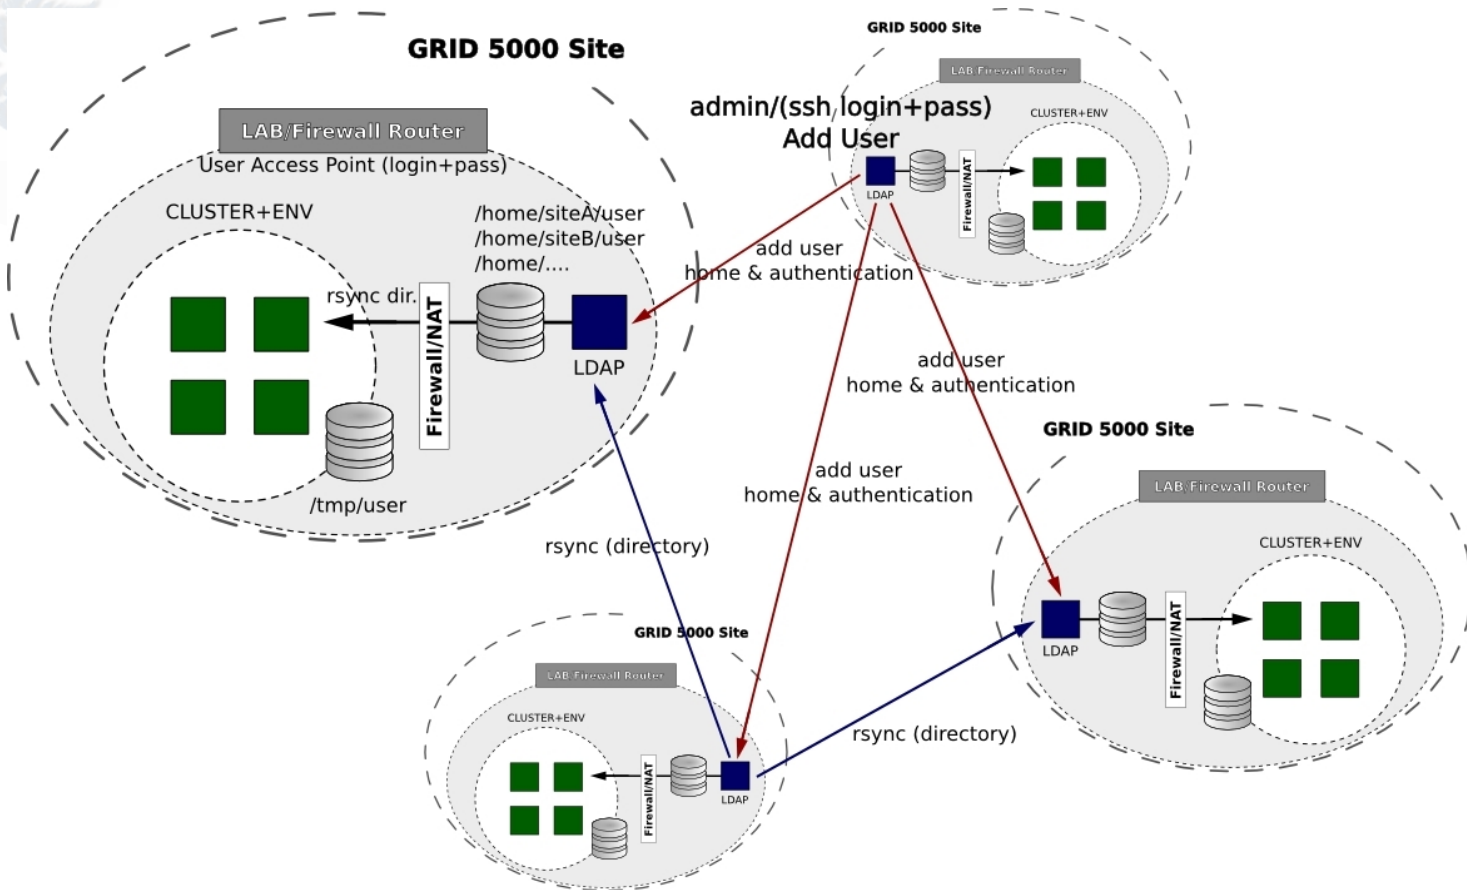 GRID 5000 Site
LAB/Firewall Router
User Access Point (login+pass)
CLUSTER+ENV
/home/siteA/user
/home/siteB/user
/home/....
rsync dir.
Firewall/NAT
LDAP
/tmp/user
GRID 5000 Site
LAB/Firewall Router
admin/(ssh login+pass)
Add User
CLUSTER+ENV
LDAP
Firewall/NAT
add user
home & authentication
add user
home & authentication
add user
home & authentication
rsync (directory)
GRID 5000 Site
LAB/Firewall Router
CLUSTER+ENV
LDAP
Firewall/NAT
rsync (directory)
GRID 5000 Site
LAB/Firewall Router
CLUSTER+ENV
Firewall/NAT
LDAP